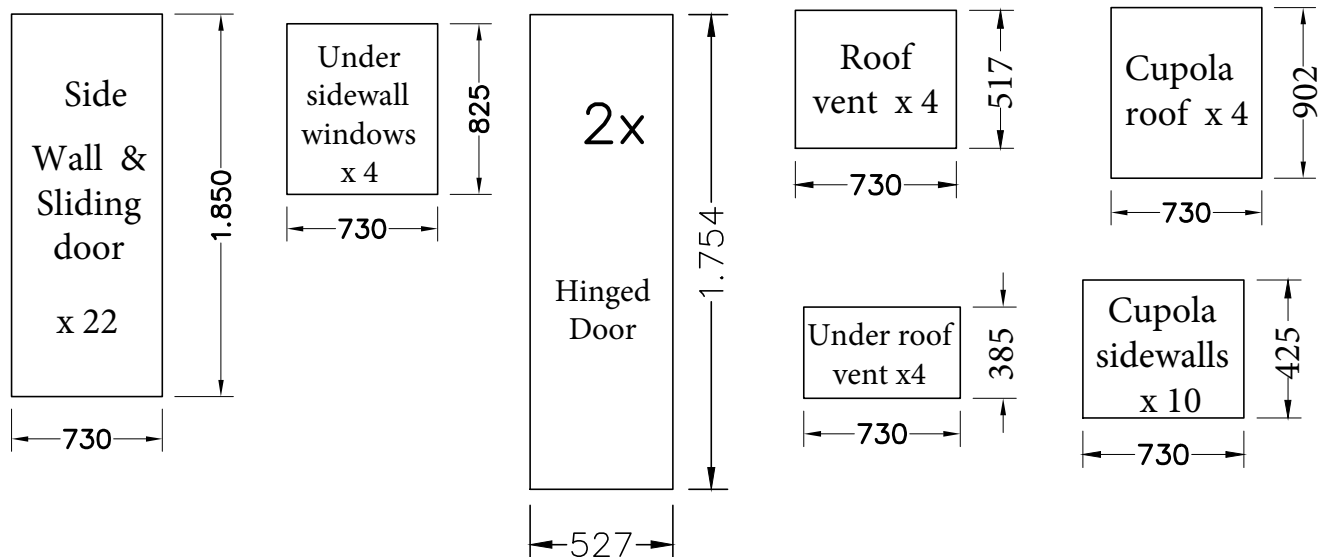 Side
Wall &
Sliding
door
x 22
1.850
730
Under
sidewall
windows
x 4
825
730
2x
Hinged
Door
1.754
527
Roof
vent x 4
517
730
Cupola
roof x 4
902
730
Under roof
vent x4
385
730
Cupola
sidewalls
x 10
425
730